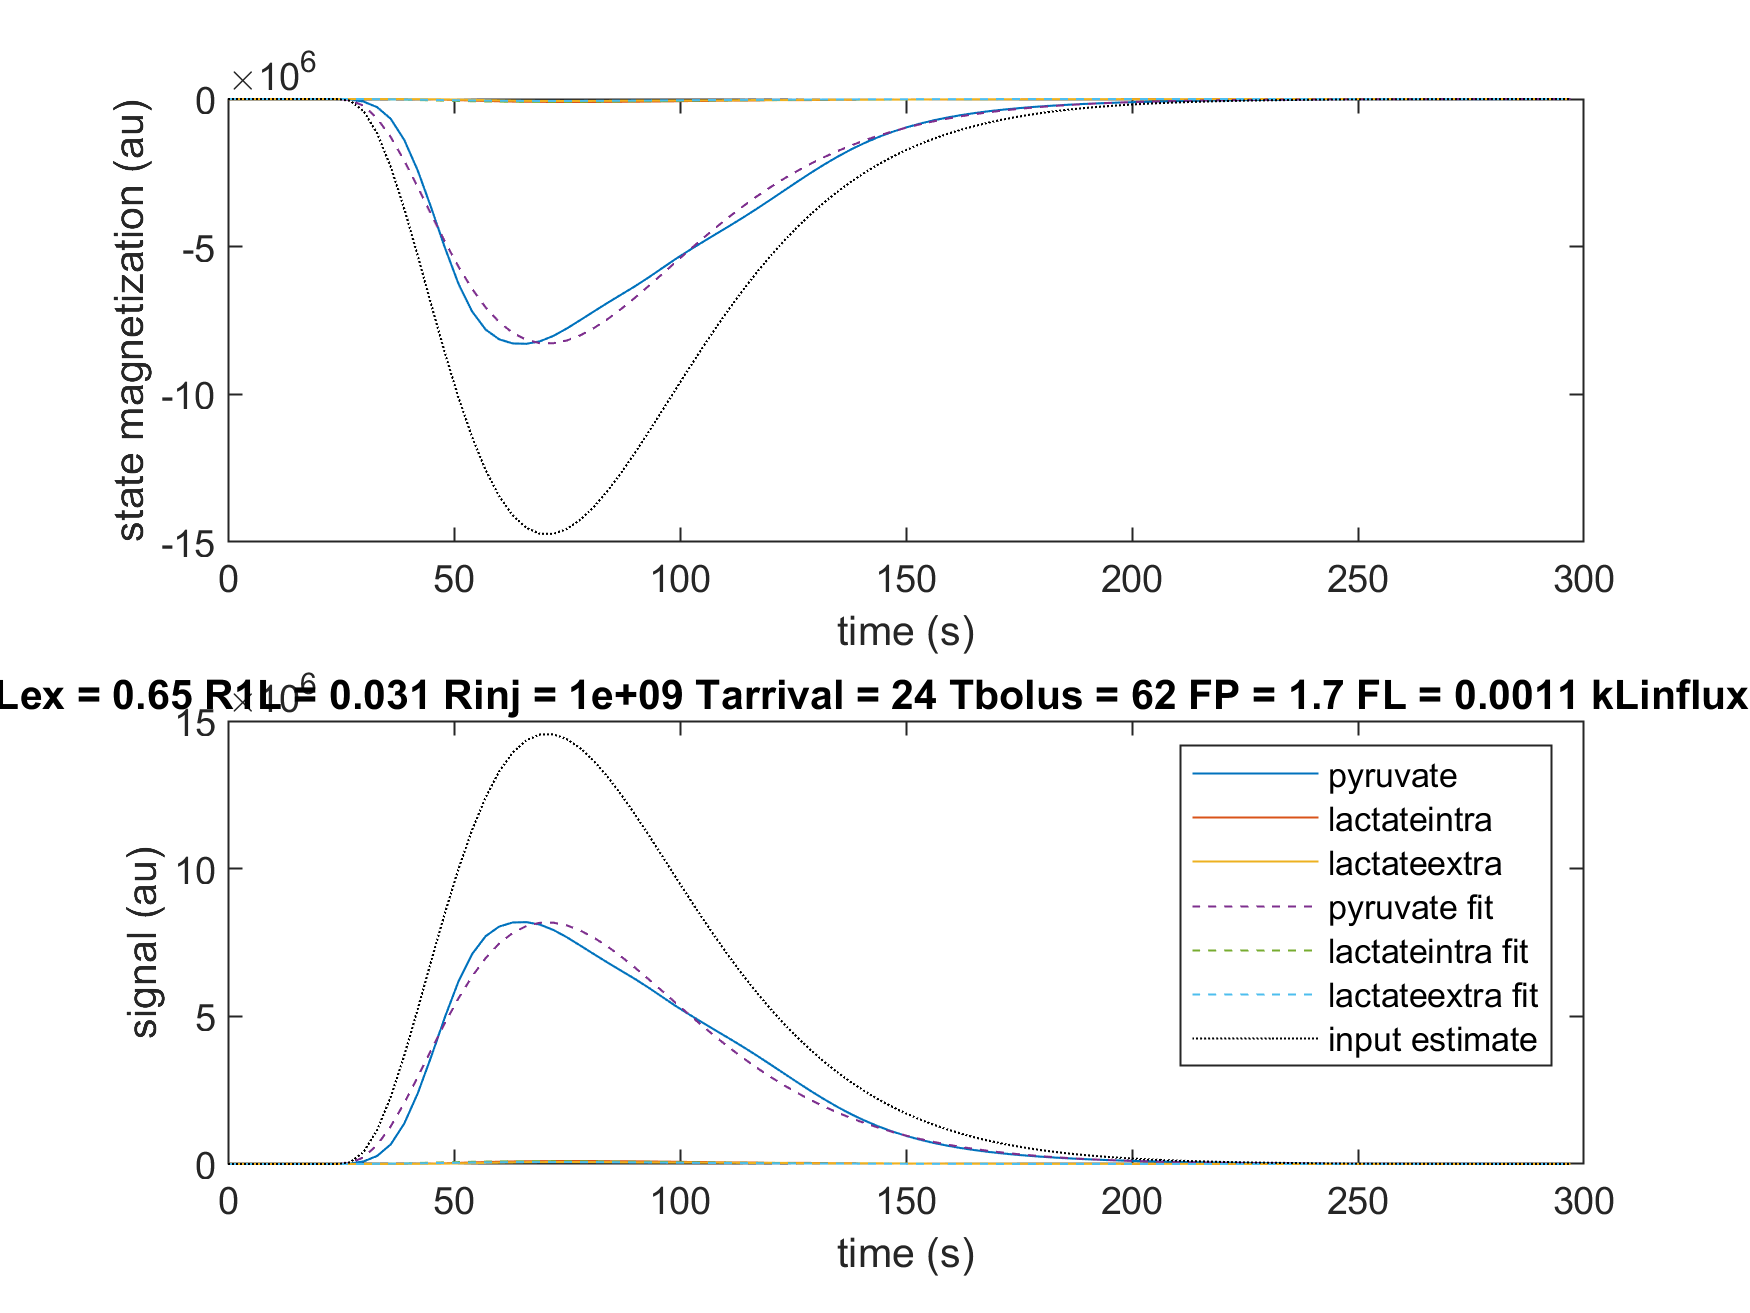 ×10⁶
0
-5
-10
-15
state magnetization (au)
0 50 100 150 200 250 300
time (s)
Lex = 0.65 R1L = 0.031 Rinj = 1e+09 Tarrival = 24 Tbolus = 62 FP = 1.7 FL = 0.0011 kLinflux
×10⁶
15
10
5
0
signal (au)
pyruvate
lactateintra
lactateextra
pyruvate fit
lactateintra fit
lactateextra fit
input estimate
0 50 100 150 200 250 300
time (s)